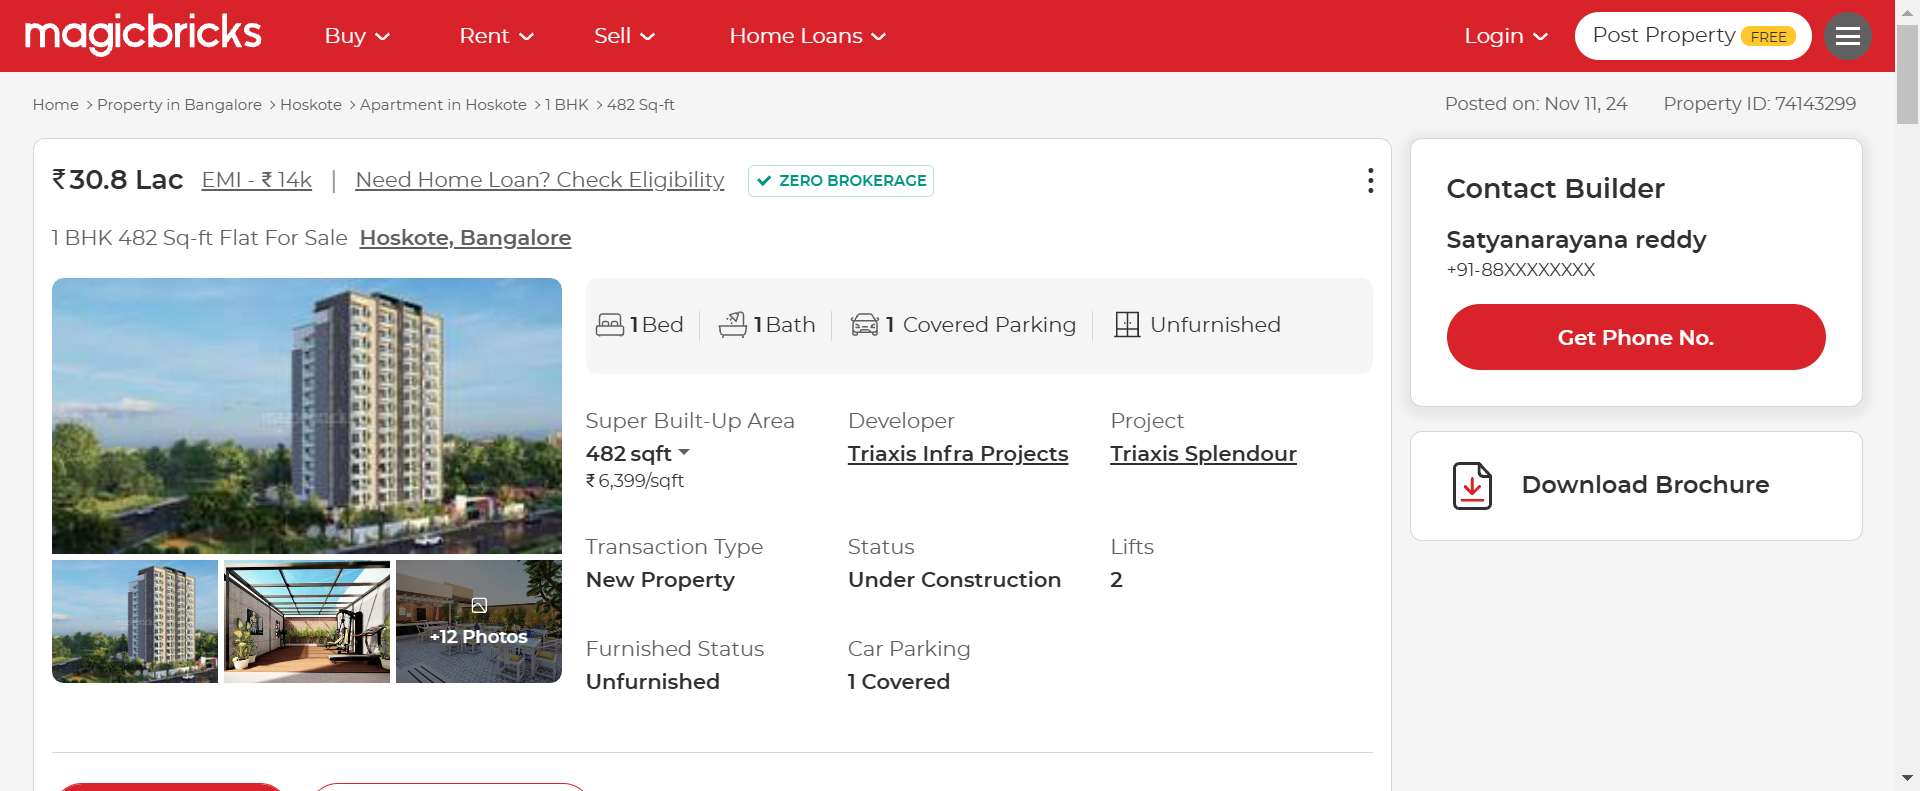 magicbricks
Buy Rent Sell Home Loans Login Post Property FREE
Home > Property in Bangalore > Hoskote > Apartment in Hoskote > 1 BHK > 482 Sq-ft
Posted on: Nov 11, 24 Property ID: 74143299
₹30.8 Lac EMI - ₹ 14k | Need Home Loan? Check Eligibility ZERO BROKERAGE
1 BHK 482 Sq-ft Flat For Sale Hoskote, Bangalore
1 Bed 1 Bath 1 Covered Parking Unfurnished
Super Built-Up Area
482 sqft
₹ 6,399/sqft
Developer
Triaxis Infra Projects
Project
Triaxis Splendour
Transaction Type
New Property
Status
Under Construction
Lifts
2
Furnished Status
Unfurnished
Car Parking
1 Covered
+12 Photos
Contact Builder
Satyanarayana reddy
+91-88XXXXXXXX
Get Phone No.
Download Brochure